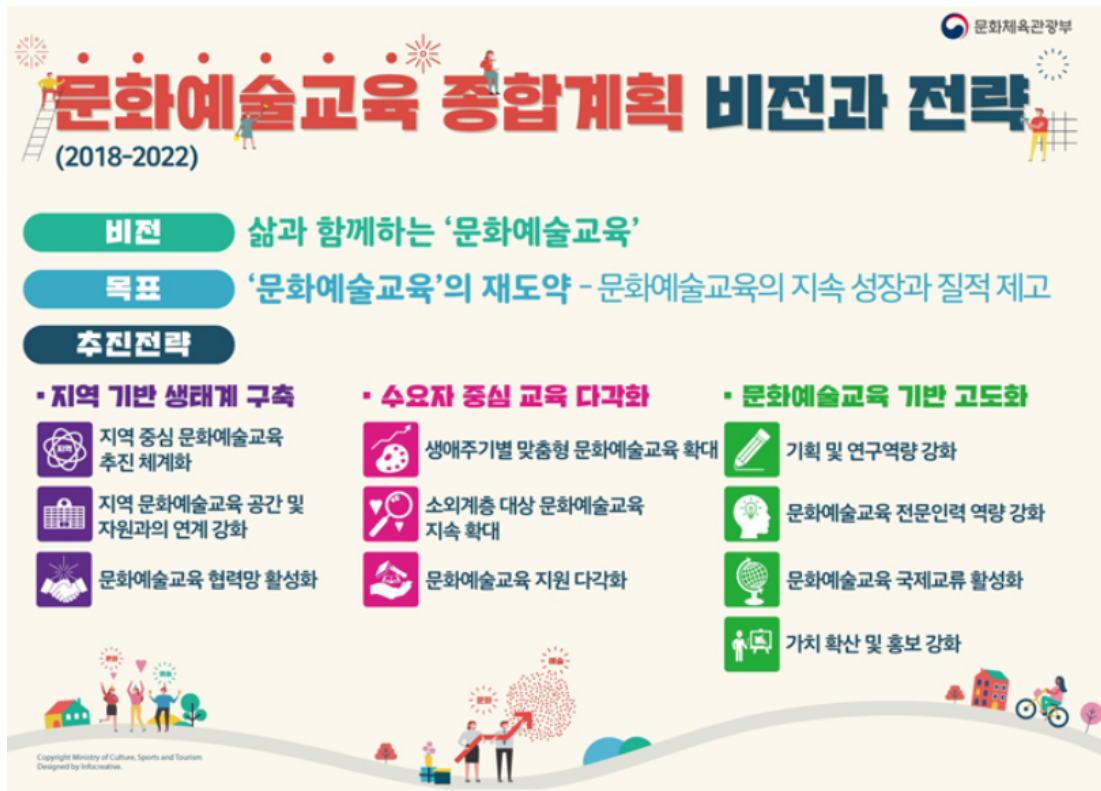 문화체육관광부
문화예술교육 종합계획 비전과 전략
(2018-2022)
비전
삶과 함께하는 ‘문화예술교육’
목표
‘문화예술교육’의 재도약 – 문화예술교육의 지속 성장과 질적 제고
추진전략
▪ 지역 기반 생태계 구축
지역
지역 중심 문화예술교육
추진 체계화
지역 문화예술교육 공간 및
자원과의 연계 강화
문화예술교육 협력망 활성화
▪ 수요자 중심 교육 다각화
생애주기별 맞춤형 문화예술교육 확대
소외계층 대상 문화예술교육
지속 확대
문화예술교육 지원 다각화
▪ 문화예술교육 기반 고도화
기획 및 연구역량 강화
문화예술교육 전문인력 역량 강화
문화예술교육 국제교류 활성화
가치 확산 및 홍보 강화
문화
예술
문화
예술
Copyright Ministry of Culture, Sports and Tourism
Designed by Infocreative.